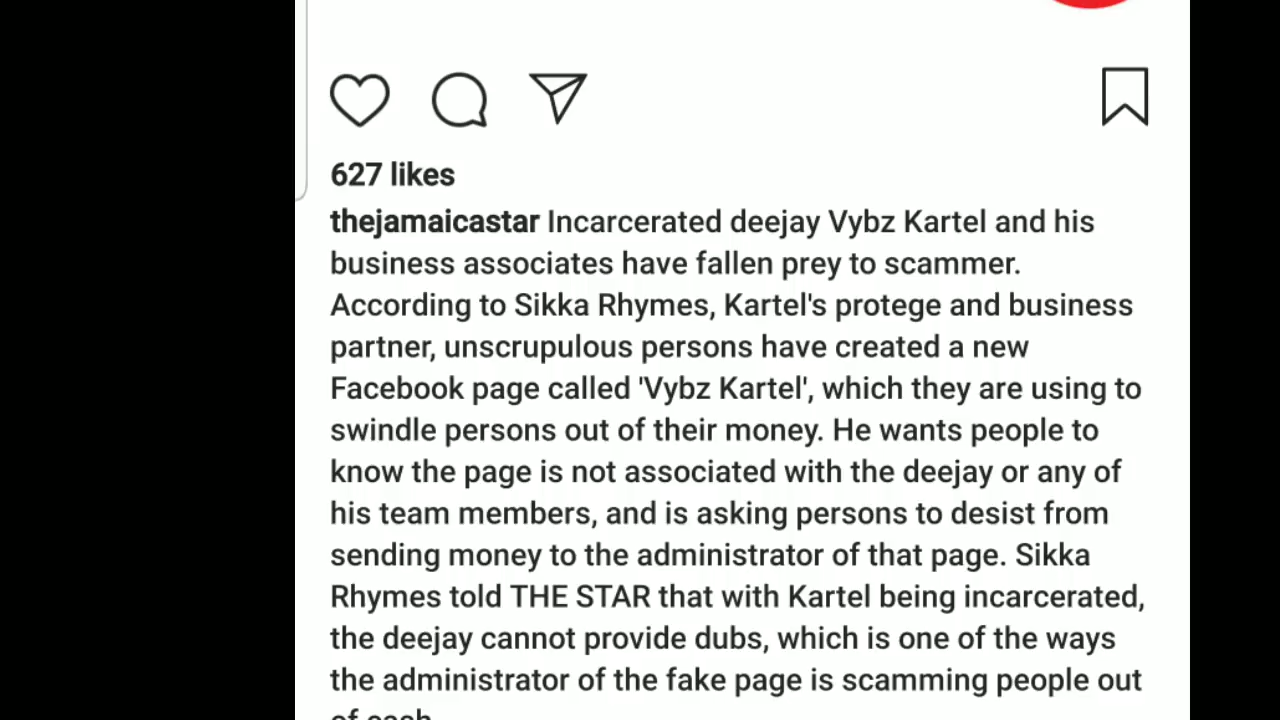 627 likes
thejamaicastar Incarcerated deejay Vybz Kartel and his
business associates have fallen prey to scammer.
According to Sikka Rhymes, Kartel's protege and business
partner, unscrupulous persons have created a new
Facebook page called 'Vybz Kartel', which they are using to
swindle persons out of their money. He wants people to
know the page is not associated with the deejay or any of
his team members, and is asking persons to desist from
sending money to the administrator of that page. Sikka
Rhymes told THE STAR that with Kartel being incarcerated,
the deejay cannot provide dubs, which is one of the ways
the administrator of the fake page is scamming people out